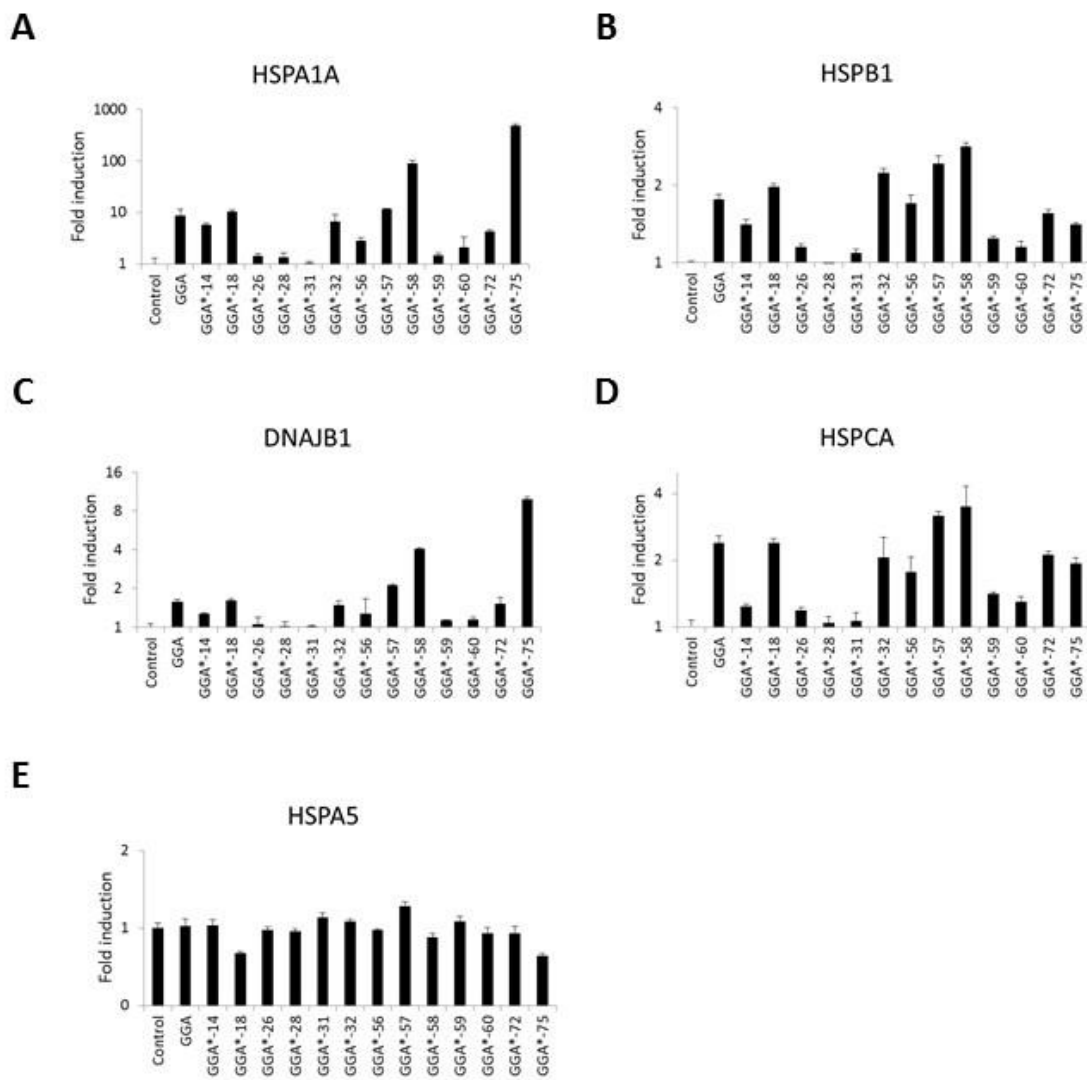 A
HSPA1A
Fold induction
1000
100
10
1
Control
GGA
GGA*-14
GGA*-18
GGA*-26
GGA*-28
GGA*-31
GGA*-32
GGA*-56
GGA*-57
GGA*-58
GGA*-59
GGA*-60
GGA*-72
GGA*-75
B
HSPB1
Fold induction
4
2
1
Control
GGA
GGA*-14
GGA*-18
GGA*-26
GGA*-28
GGA*-31
GGA*-32
GGA*-56
GGA*-57
GGA*-58
GGA*-59
GGA*-60
GGA*-72
GGA*-75
C
DNAJB1
Fold induction
16
8
4
2
1
Control
GGA
GGA*-14
GGA*-18
GGA*-26
GGA*-28
GGA*-31
GGA*-32
GGA*-56
GGA*-57
GGA*-58
GGA*-59
GGA*-60
GGA*-72
GGA*-75
D
HSPCA
Fold induction
4
2
1
Control
GGA
GGA*-14
GGA*-18
GGA*-26
GGA*-28
GGA*-31
GGA*-32
GGA*-56
GGA*-57
GGA*-58
GGA*-59
GGA*-60
GGA*-72
GGA*-75
E
HSPA5
Fold induction
2
1
0
Control
GGA
GGA*-14
GGA*-18
GGA*-26
GGA*-28
GGA*-31
GGA*-32
GGA*-56
GGA*-57
GGA*-58
GGA*-59
GGA*-60
GGA*-72
GGA*-75